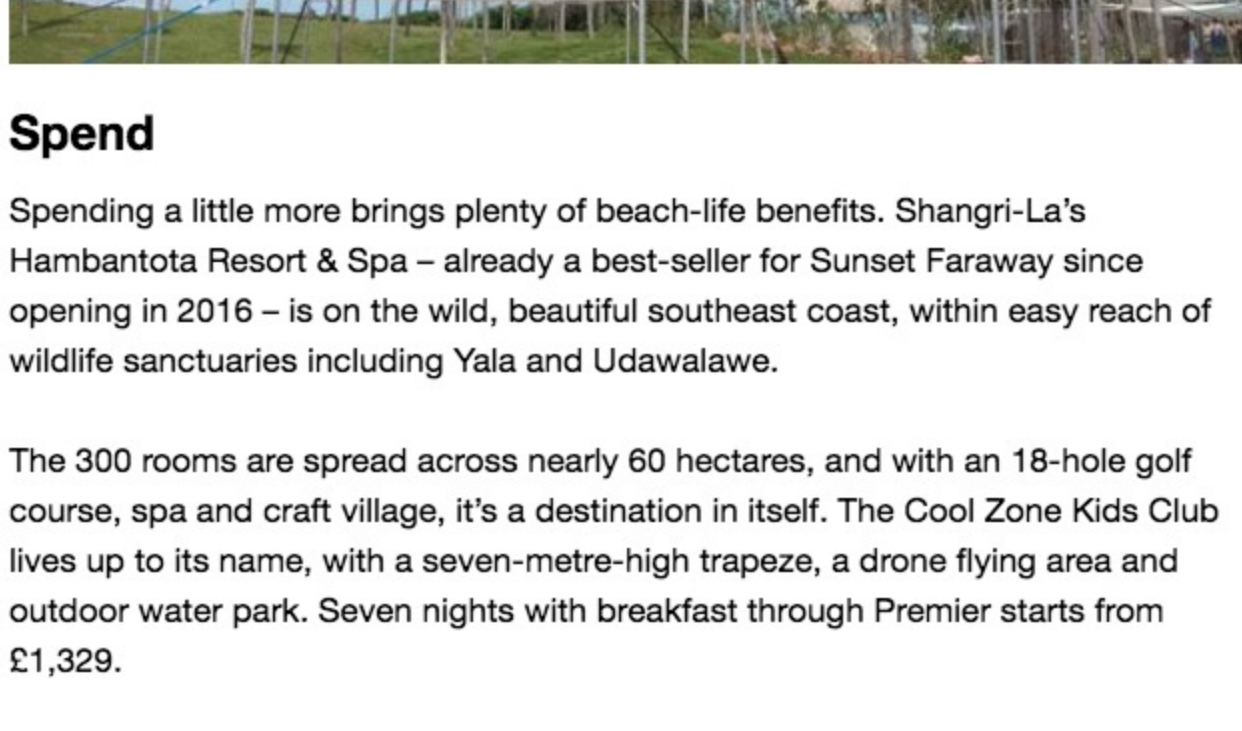 Spend
Spending a little more brings plenty of beach-life benefits. Shangri-La’s
Hambantota Resort & Spa – already a best-seller for Sunset Faraway since
opening in 2016 – is on the wild, beautiful southeast coast, within easy reach of
wildlife sanctuaries including Yala and Udawalawe.
The 300 rooms are spread across nearly 60 hectares, and with an 18-hole golf
course, spa and craft village, it’s a destination in itself. The Cool Zone Kids Club
lives up to its name, with a seven-metre-high trapeze, a drone flying area and
outdoor water park. Seven nights with breakfast through Premier starts from
£1,329.